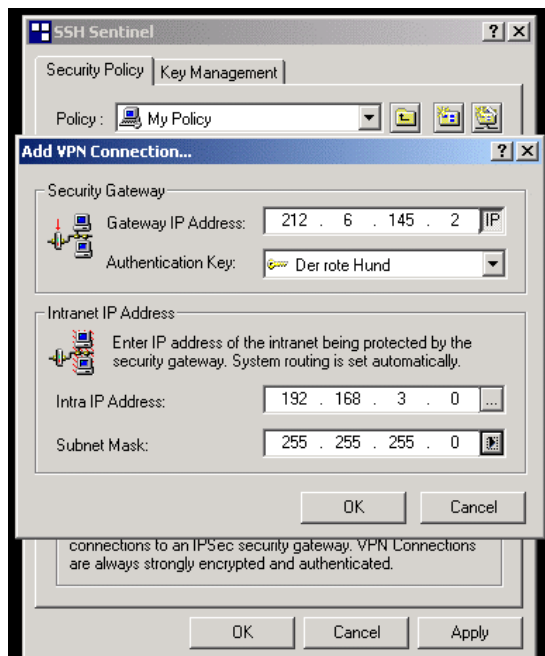 SSH Sentinel
Security Policy
Key Management
Policy : My Policy
Add VPN Connection...
Security Gateway
Gateway IP Address: 212 . 6 . 145 . 2 IP
Authentication Key: Der rote Hund
Intranet IP Address
Enter IP address of the intranet being protected by the
security gateway. System routing is set automatically.
Intra IP Address: 192 . 168 . 3 . 0 ...
Subnet Mask: 255 . 255 . 255 . 0
OK Cancel
connections to an IPSec security gateway. VPN Connections
are always strongly encrypted and authenticated.
OK Cancel Apply